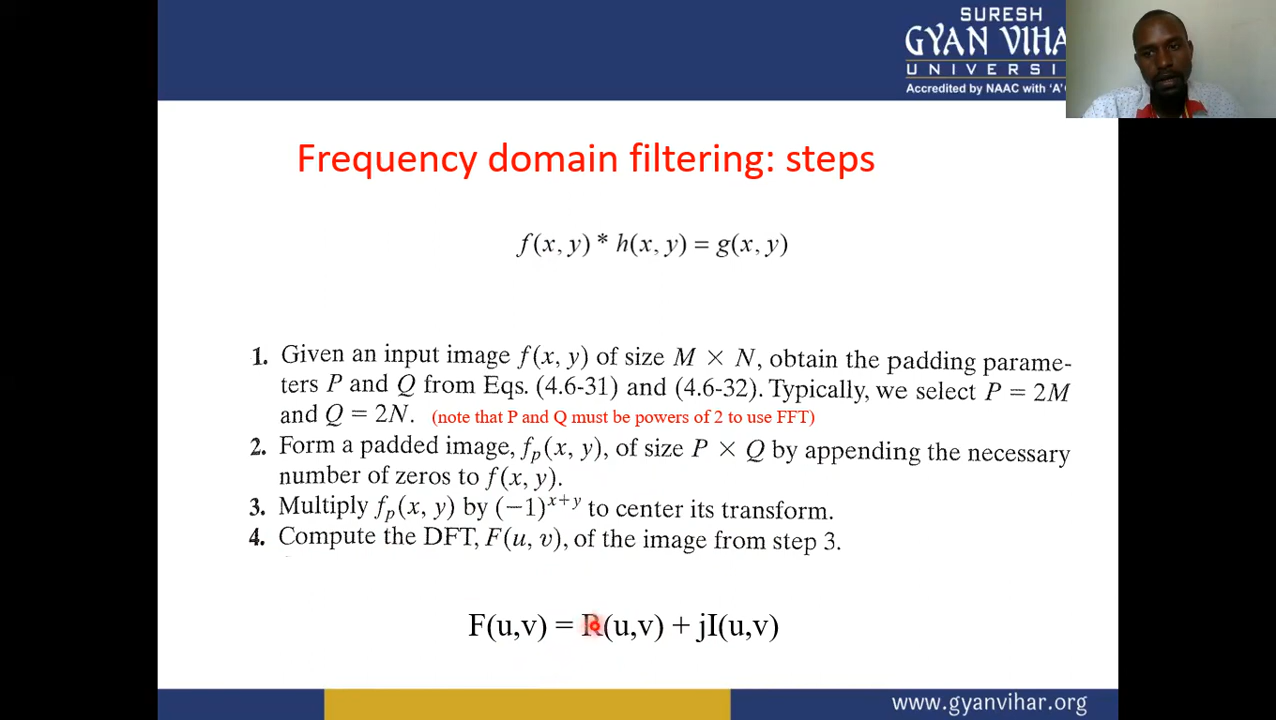 SURESH
GYAN VIHA
UNIVERSI
Accredited by NAAC with 'A'
Frequency domain filtering: steps
f(x, y) * h(x, y) = g(x, y)
1. Given an input image f(x, y) of size M × N, obtain the padding parame-
ters P and Q from Eqs. (4.6-31) and (4.6-32). Typically, we select P = 2M
and Q = 2N. (note that P and Q must be powers of 2 to use FFT)
2. Form a padded image, fₚ(x, y), of size P × Q by appending the necessary
number of zeros to f(x, y).
3. Multiply fₚ(x, y) by (−1)ˣ⁺ʸ to center its transform.
4. Compute the DFT, F(u, v), of the image from step 3.
F(u,v) = R(u,v) + jI(u,v)
www.gyanvihar.org